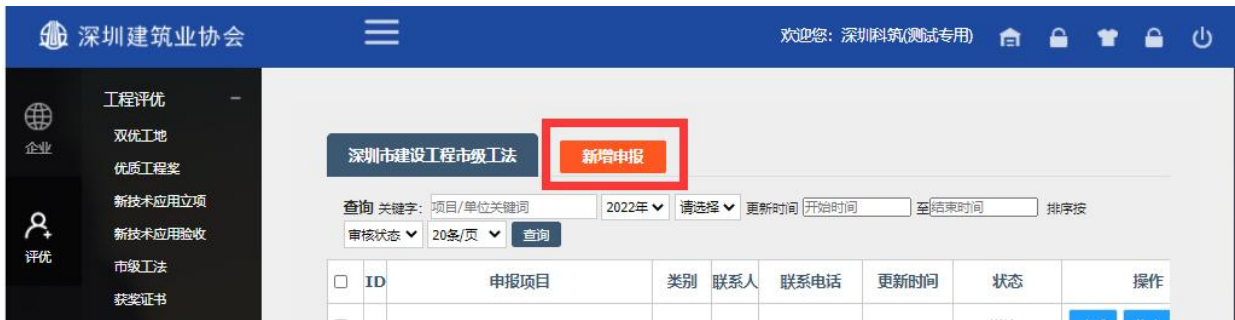 深圳建筑业协会
欢迎您：深圳科筑(测试专用)
企业
评优
工程评优 −
双优工地
优质工程奖
新技术应用立项
新技术应用验收
市级工法
获奖证书
深圳市建设工程市级工法 新增申报
查询 关键字： 项目/单位关键词 2022年 请选择 更新时间 开始时间 至 结束时间 排序按
审核状态 20条/页 查询
ID 申报项目 类别 联系人 联系电话 更新时间 状态 操作